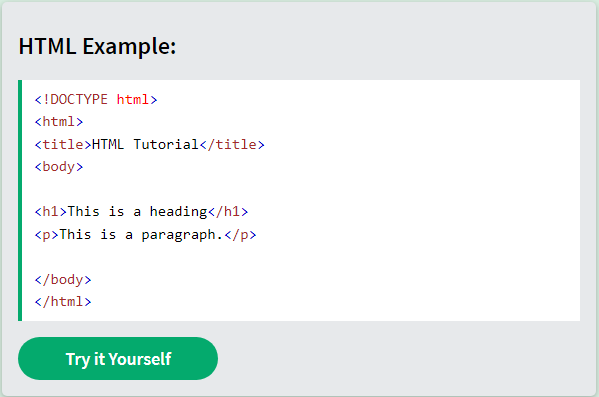 HTML Example:
<!DOCTYPE html>
<html>
<title>HTML Tutorial</title>
<body>
<h1>This is a heading</h1>
<p>This is a paragraph.</p>
</body>
</html>
Try it Yourself